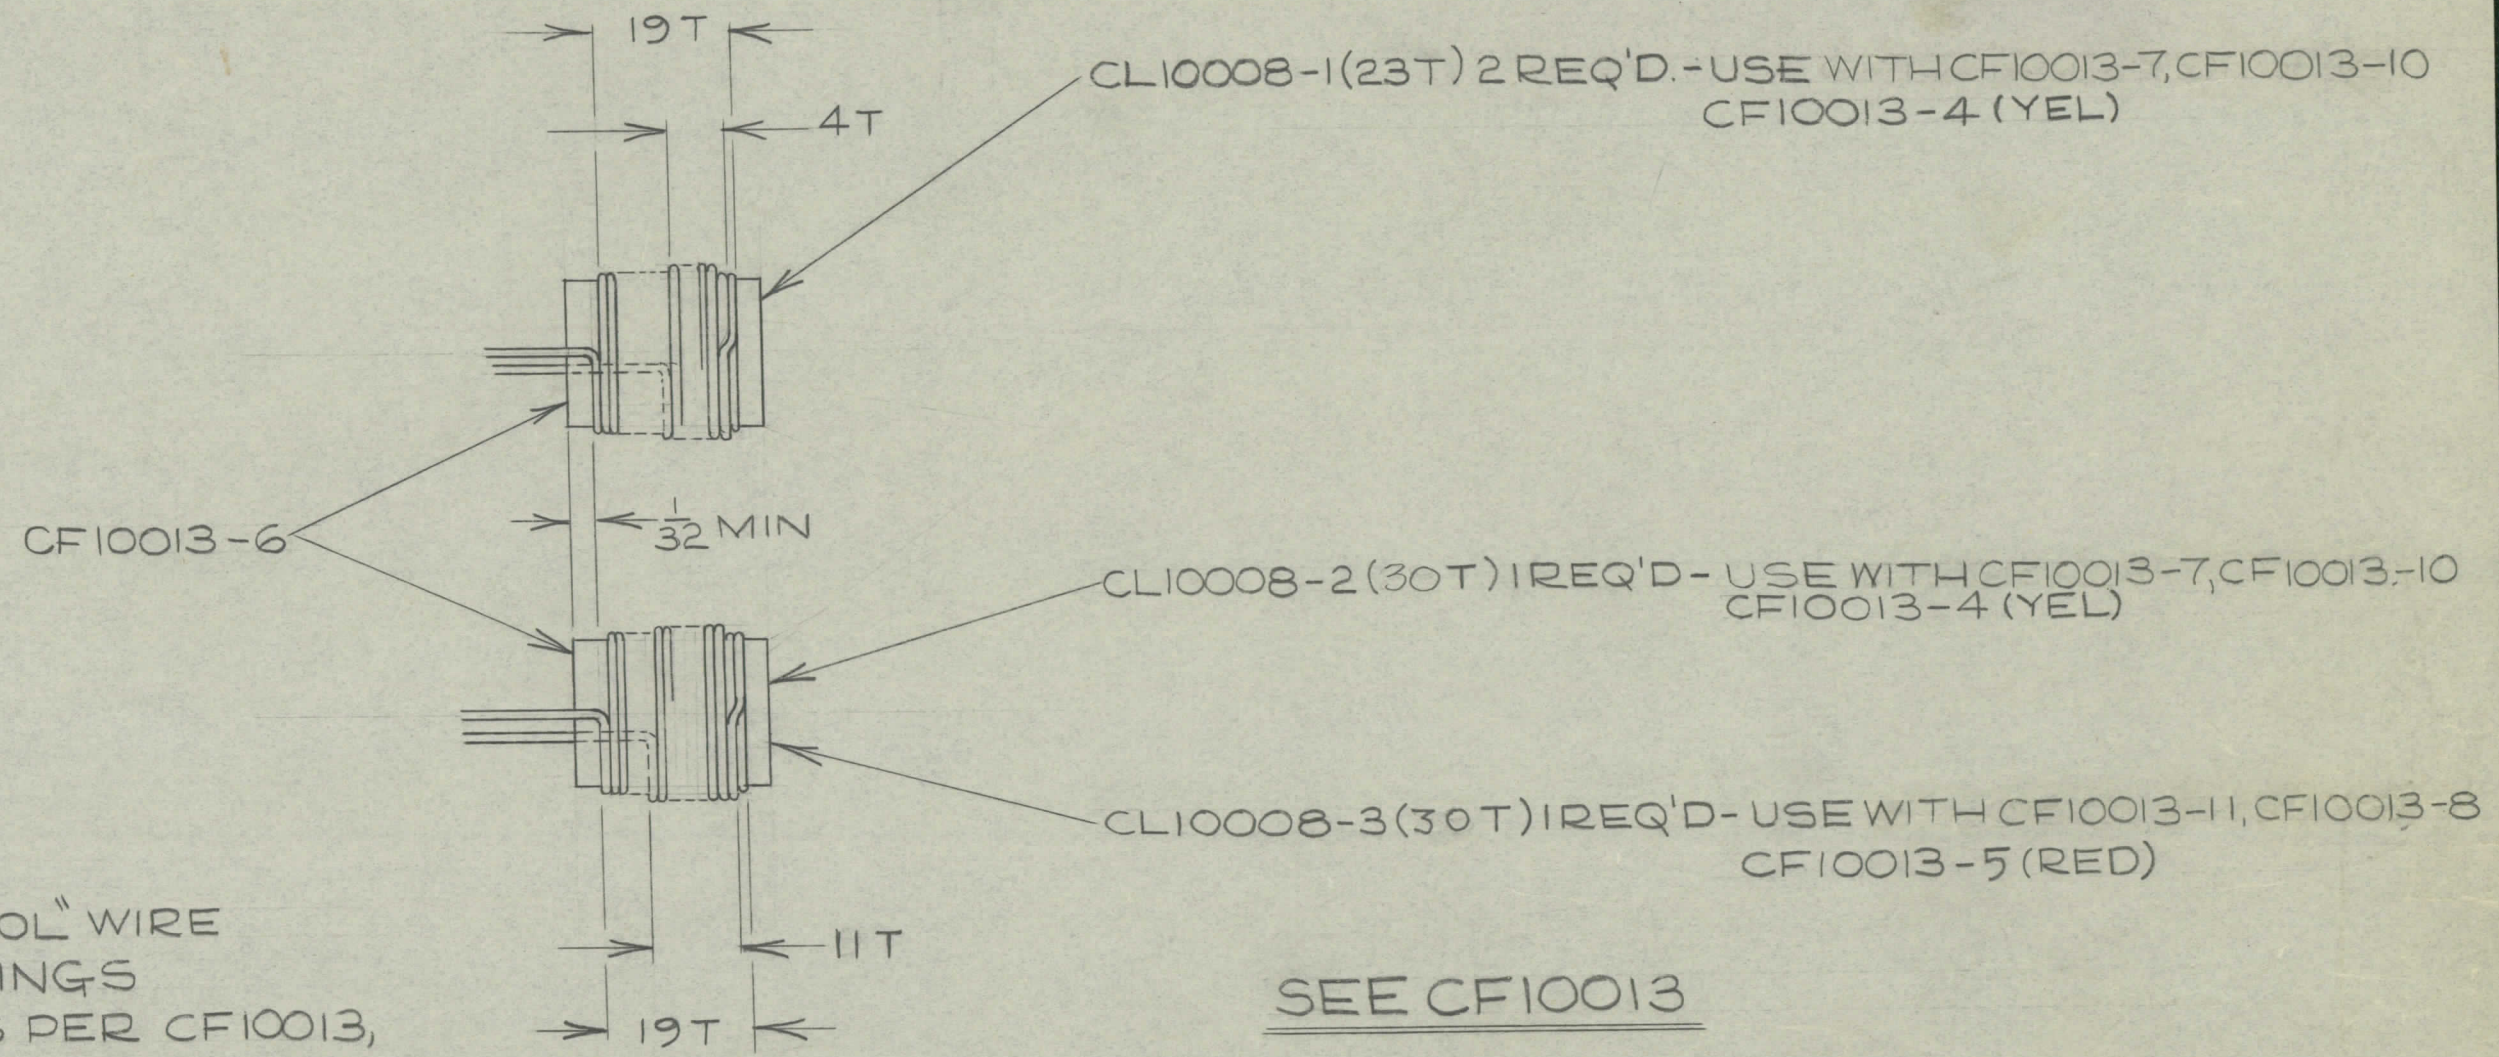 19T
4T
CL10008-1(23T) 2 REQ'D.-USE WITH CF10013-7, CF10013-10
CF10013-4 (YEL)
CF10013-6
1/32 MIN
CL10008-2(30T) 1 REQ'D- USE WITH CF10013-7, CF10013-10
CF10013-4 (YEL)
CL10008-3(30T) 1 REQ'D- USE WITH CF10013-11, CF10013-8
CF10013-5 (RED)
OL" WIRE
INGS
PER CF10013,
11T
19T
SEE CF10013